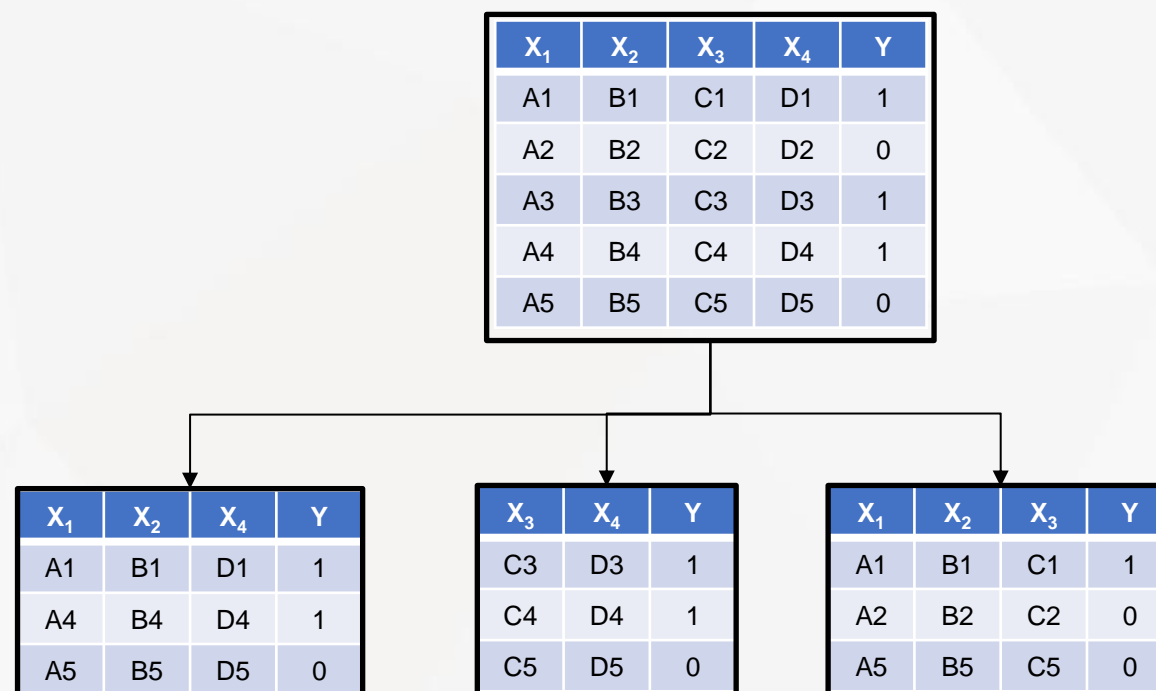 X₁ X₂ X₃ X₄ Y
A1 B1 C1 D1 1
A2 B2 C2 D2 0
A3 B3 C3 D3 1
A4 B4 C4 D4 1
A5 B5 C5 D5 0
X₁ X₂ X₄ Y
A1 B1 D1 1
A4 B4 D4 1
A5 B5 D5 0
X₃ X₄ Y
C3 D3 1
C4 D4 1
C5 D5 0
X₁ X₂ X₃ Y
A1 B1 C1 1
A2 B2 C2 0
A5 B5 C5 0